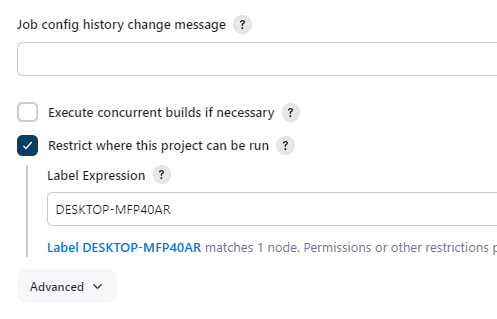 Job config history change message ?
Execute concurrent builds if necessary ?
Restrict where this project can be run ?
Label Expression ?
DESKTOP-MFP40AR
Label DESKTOP-MFP40AR matches 1 node. Permissions or other restrictions
Advanced